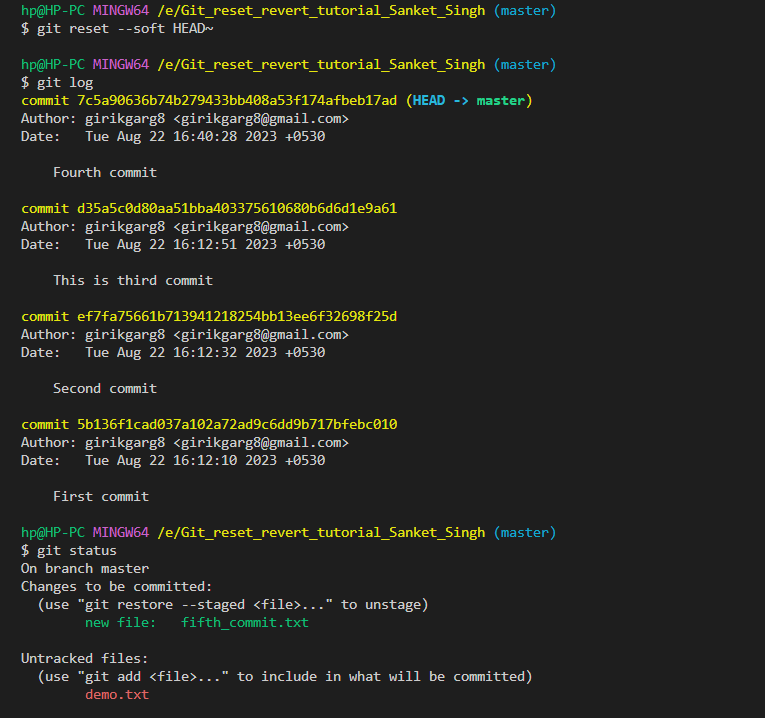 hp@HP-PC MINGW64 /e/Git_reset_revert_tutorial_Sanket_Singh (master)
$ git reset --soft HEAD~
hp@HP-PC MINGW64 /e/Git_reset_revert_tutorial_Sanket_Singh (master)
$ git log
commit 7c5a90636b74b279433bb408a53f174afbeb17ad (HEAD -> master)
Author: girikgarg8 <girikgarg8@gmail.com>
Date:   Tue Aug 22 16:40:28 2023 +0530
    Fourth commit
commit d35a5c0d80aa51bba403375610680b6d6d1e9a61
Author: girikgarg8 <girikgarg8@gmail.com>
Date:   Tue Aug 22 16:12:51 2023 +0530
    This is third commit
commit ef7fa75661b713941218254bb13ee6f32698f25d
Author: girikgarg8 <girikgarg8@gmail.com>
Date:   Tue Aug 22 16:12:32 2023 +0530
    Second commit
commit 5b136f1cad037a102a72ad9c6dd9b717bfebc010
Author: girikgarg8 <girikgarg8@gmail.com>
Date:   Tue Aug 22 16:12:10 2023 +0530
    First commit
hp@HP-PC MINGW64 /e/Git_reset_revert_tutorial_Sanket_Singh (master)
$ git status
On branch master
Changes to be committed:
  (use "git restore --staged <file>..." to unstage)
        new file:   fifth_commit.txt
Untracked files:
  (use "git add <file>..." to include in what will be committed)
        demo.txt